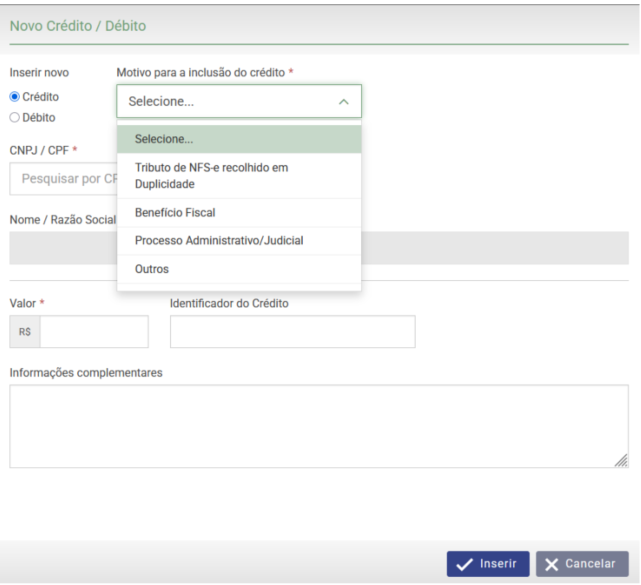 Novo Crédito / Débito
Inserir novo
Motivo para a inclusão do crédito *
Crédito
Selecione...
Débito
Selecione...
CNPJ / CPF *
Tributo de NFS-e recolhido em
Duplicidade
Pesquisar por CP
Benefício Fiscal
Nome / Razão Social
Processo Administrativo/Judicial
Outros
Valor *
Identificador do Crédito
R$
Informações complementares
Inserir
Cancelar